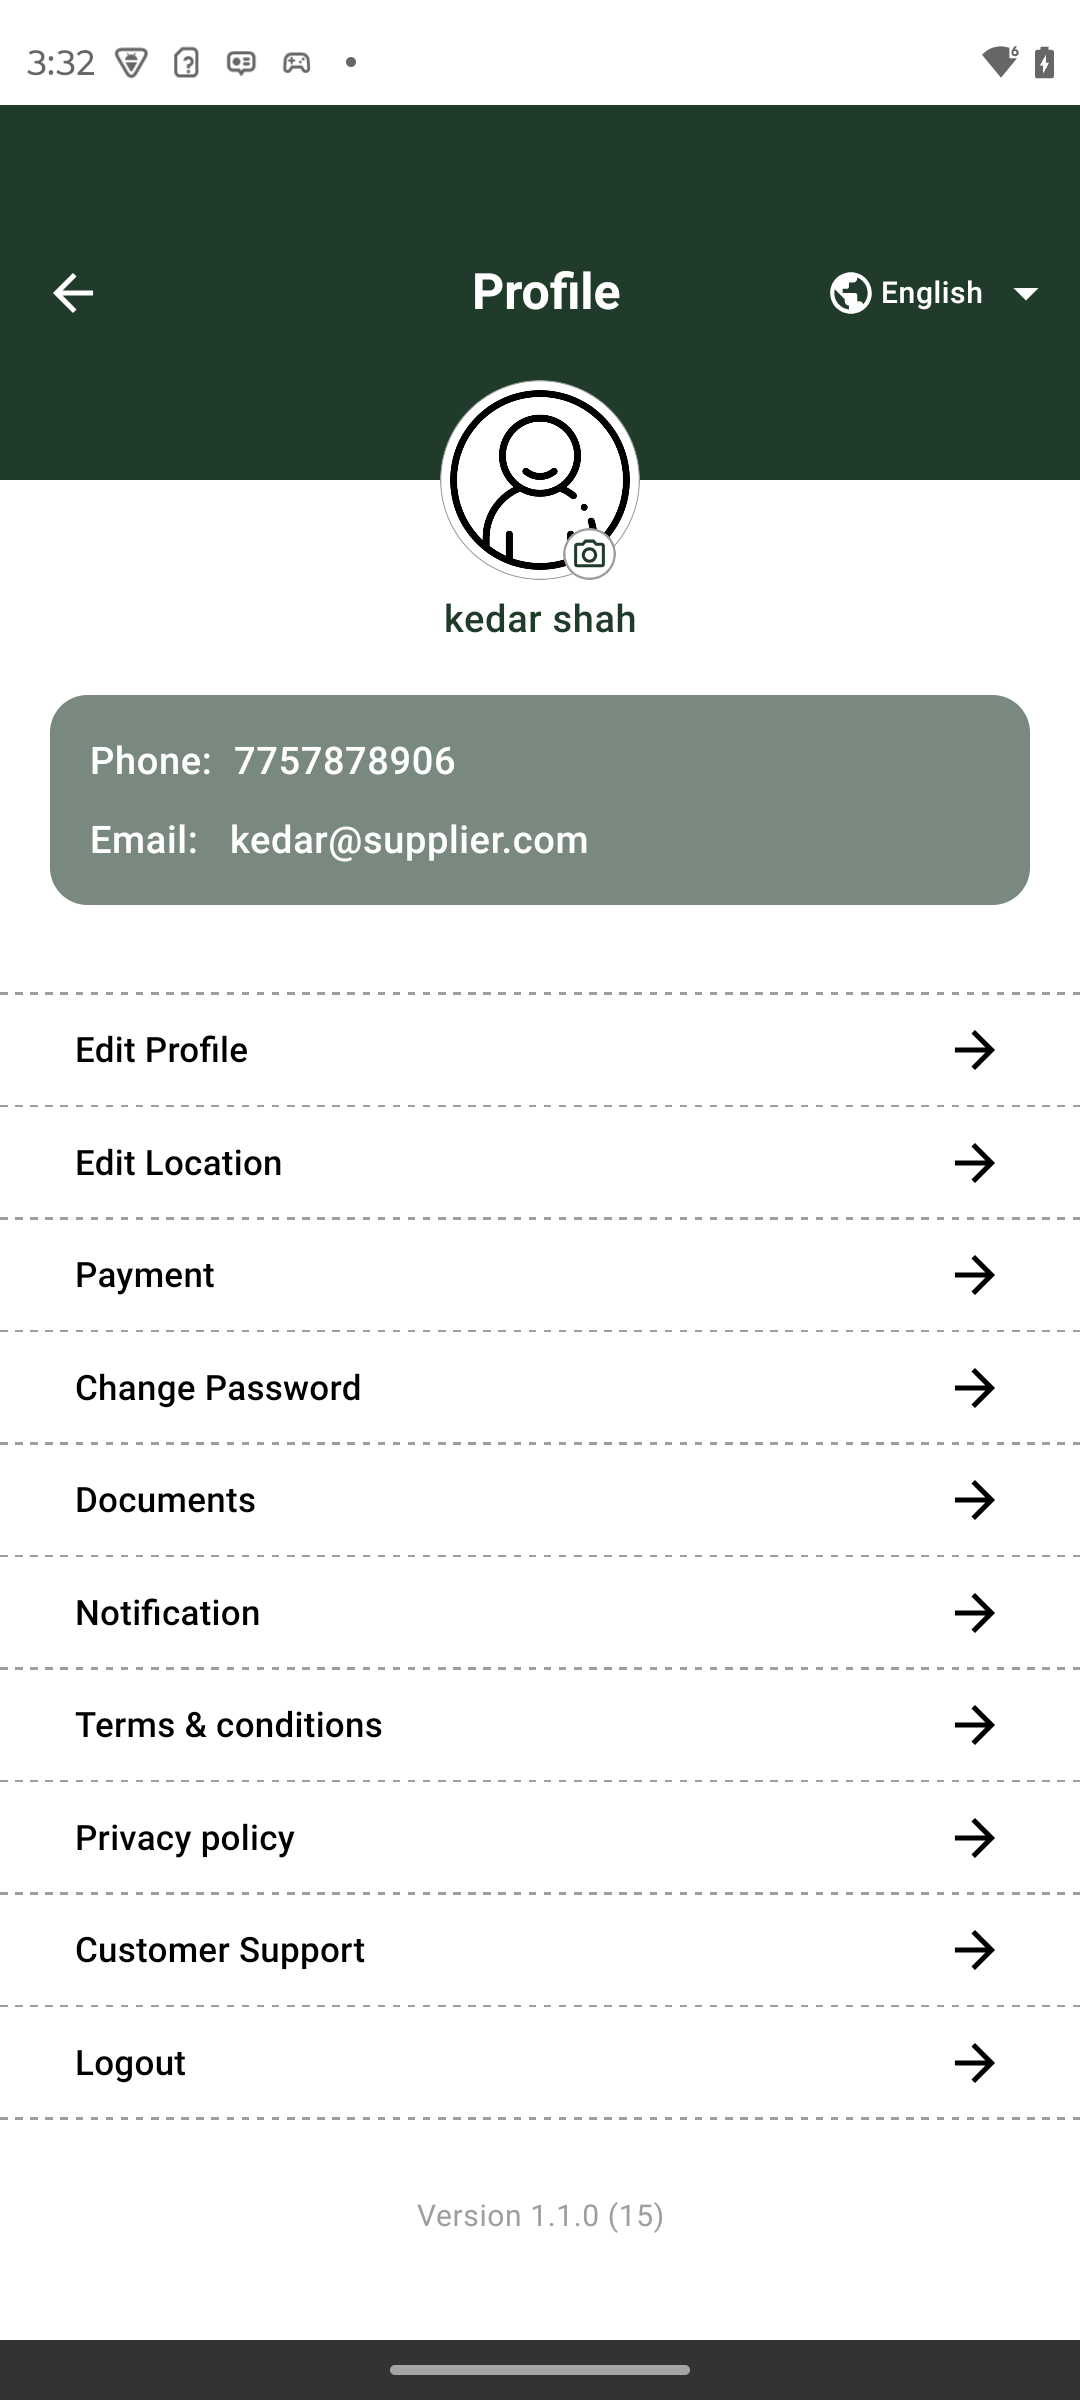 3:32
6
Profile
English
kedar shah
Phone: 7757878906
Email: kedar@supplier.com
Edit Profile
Edit Location
Payment
Change Password
Documents
Notification
Terms & conditions
Privacy policy
Customer Support
Logout
Version 1.1.0 (15)